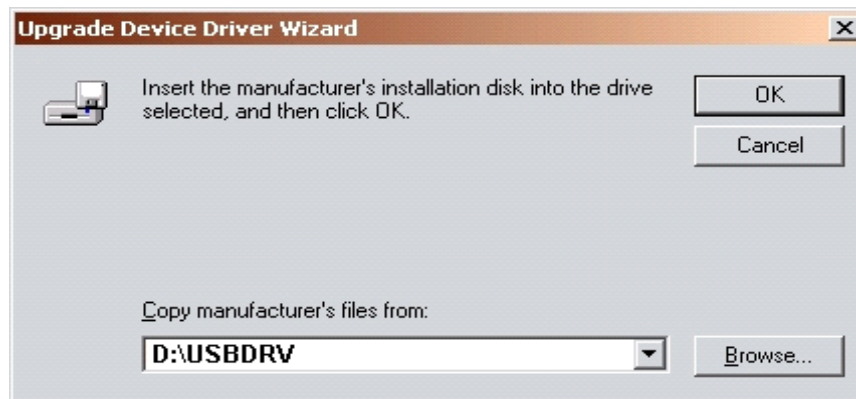 Upgrade Device Driver Wizard
Insert the manufacturer's installation disk into the drive
selected, and then click OK.
OK
Cancel
Copy manufacturer's files from:
D:\USBDRV
Browse...